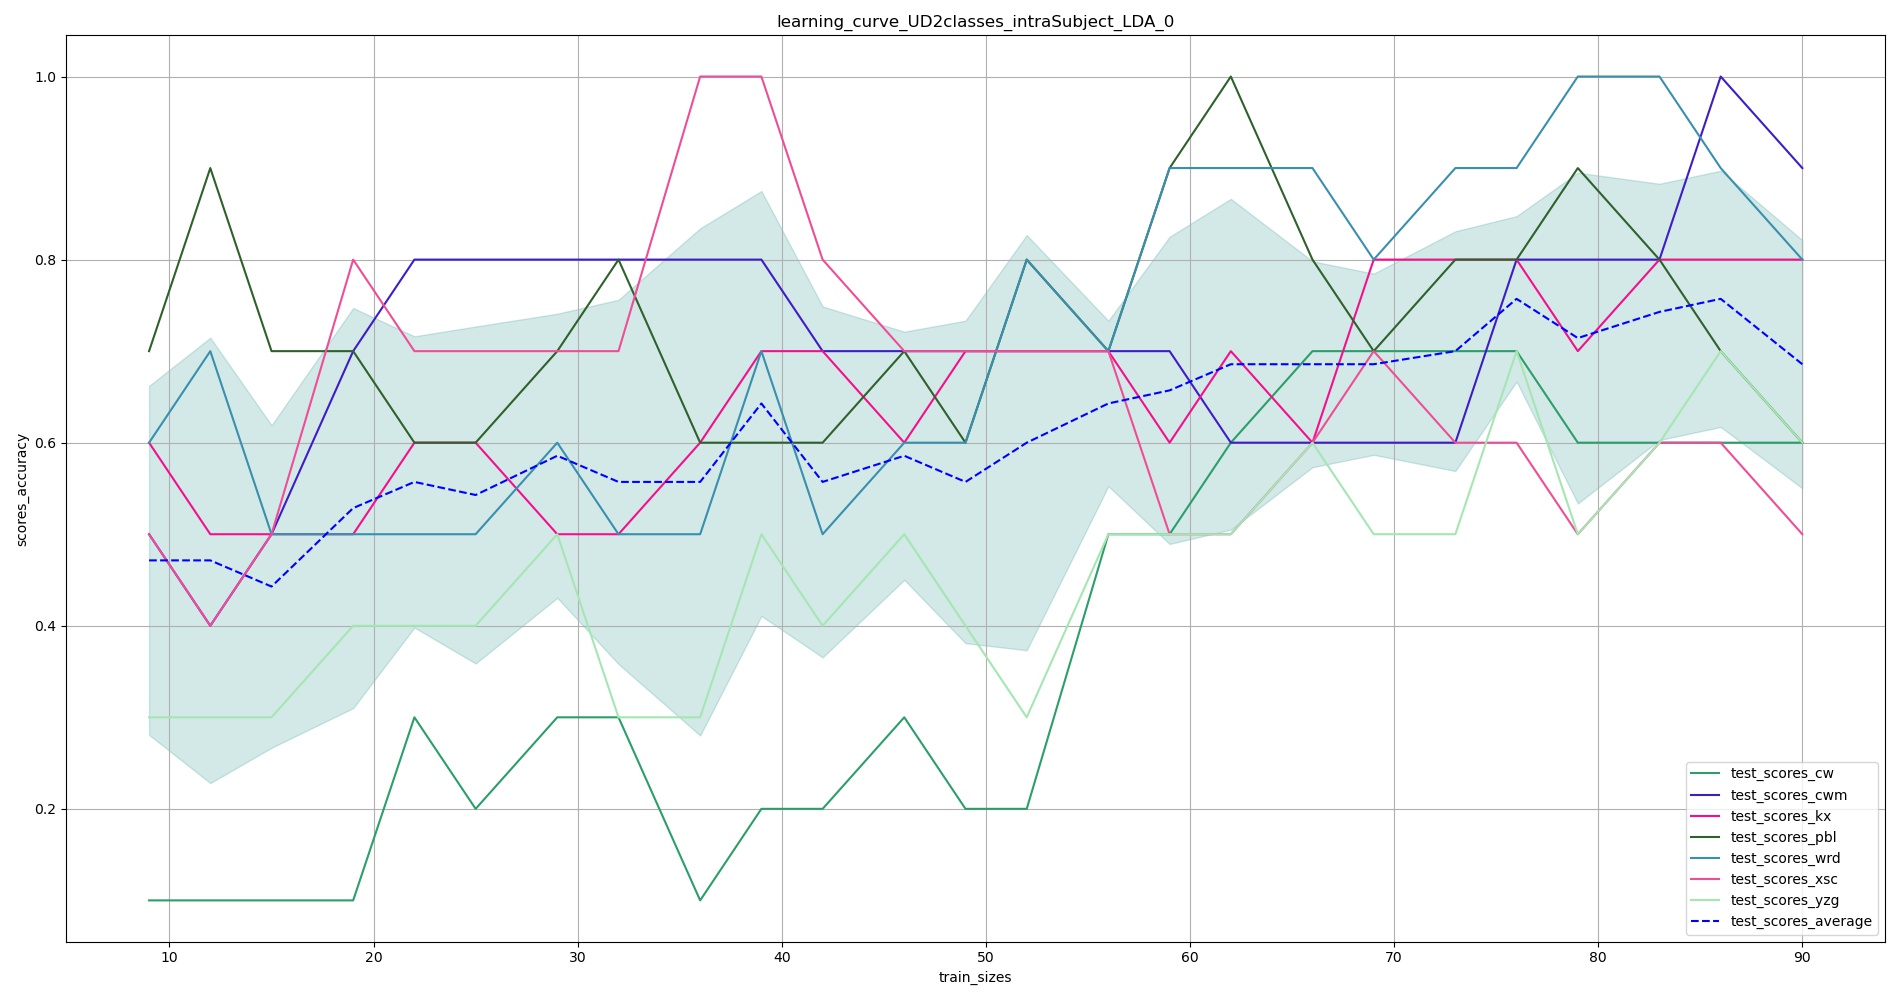 learning_curve_UD2classes_intraSubject_LDA_0
1.0
0.8
0.6
0.4
0.2
scores_accuracy
10 20 30 40 50 60 70 80 90
train_sizes
test_scores_cw
test_scores_cwm
test_scores_kx
test_scores_pbl
test_scores_wrd
test_scores_xsc
test_scores_yzg
test_scores_average